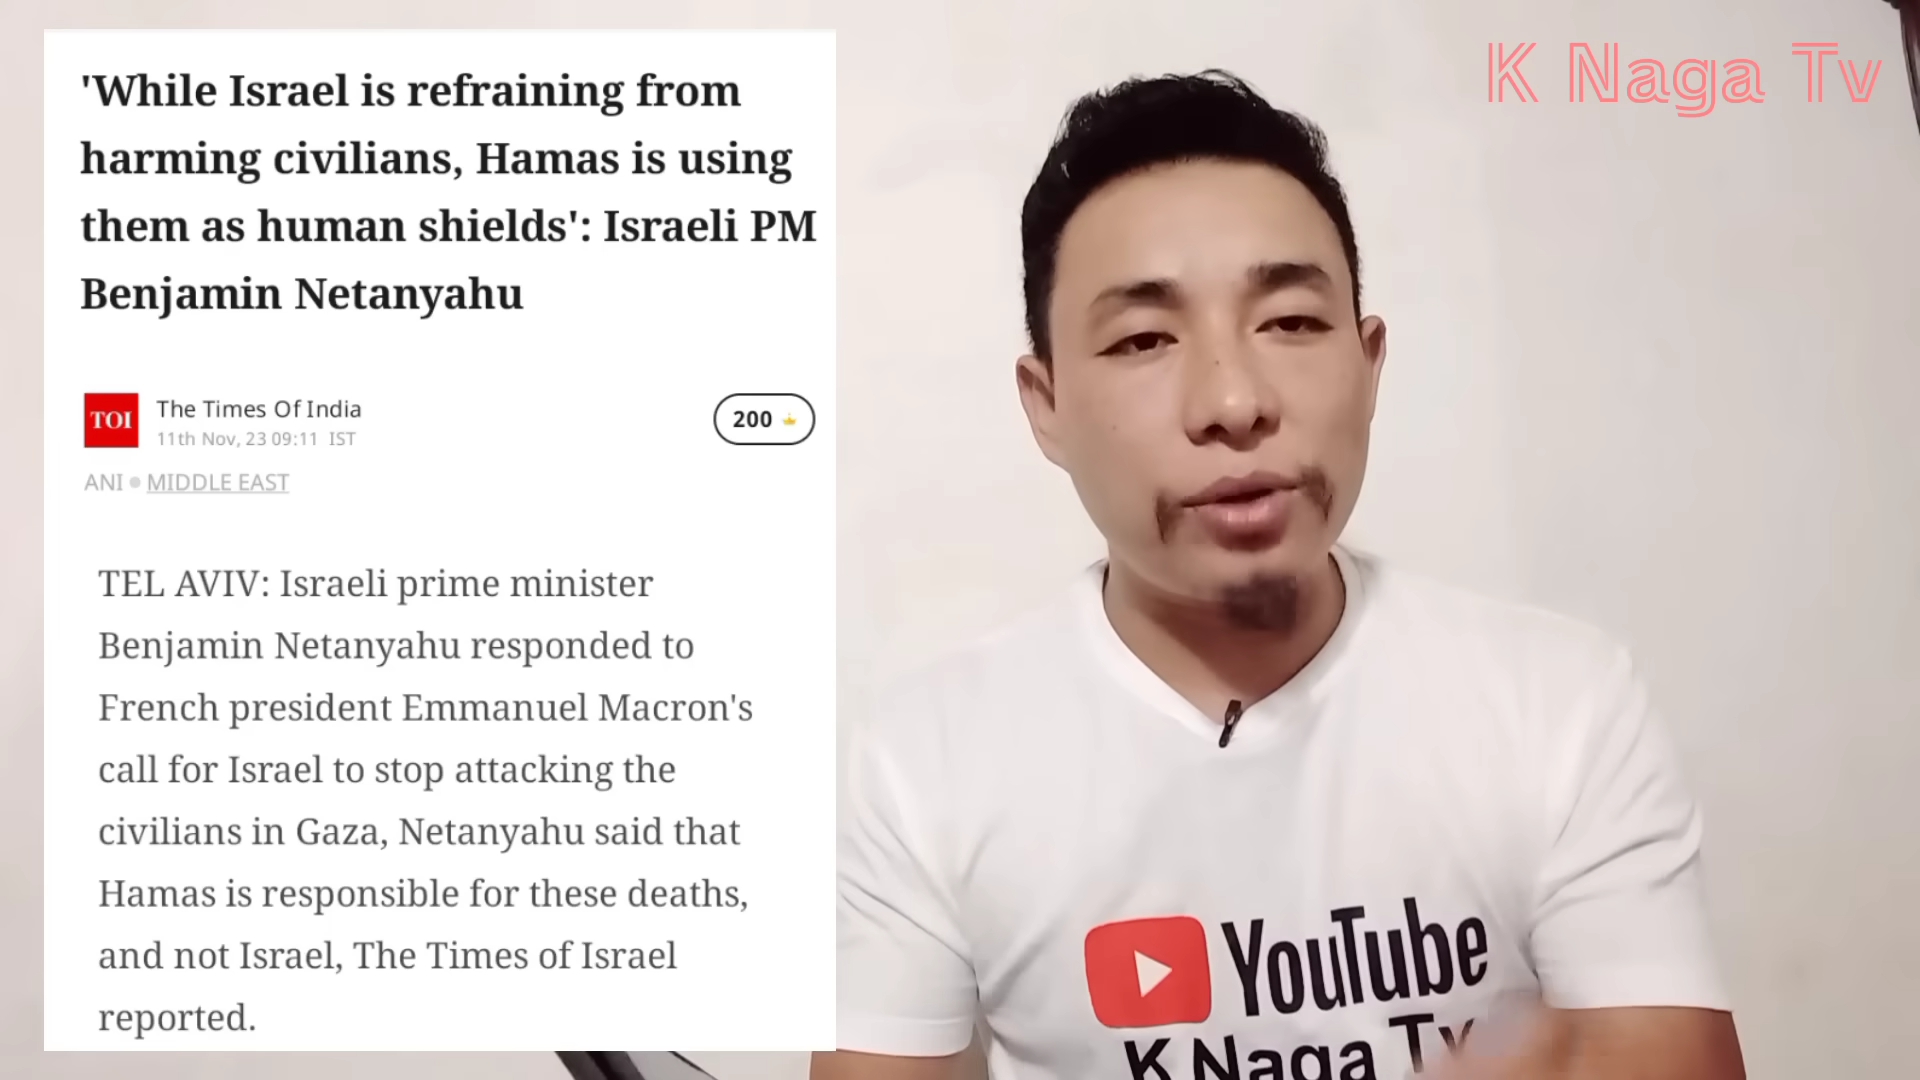 'While Israel is refraining from
harming civilians, Hamas is using
them as human shields': Israeli PM
Benjamin Netanyahu
TOI
The Times Of India
11th Nov, 23 09:11 IST
200
ANI • MIDDLE EAST
TEL AVIV: Israeli prime minister
Benjamin Netanyahu responded to
French president Emmanuel Macron's
call for Israel to stop attacking the
civilians in Gaza, Netanyahu said that
Hamas is responsible for these deaths,
and not Israel, The Times of Israel
reported.
K Naga Tv
YouTube
K Naga Tv